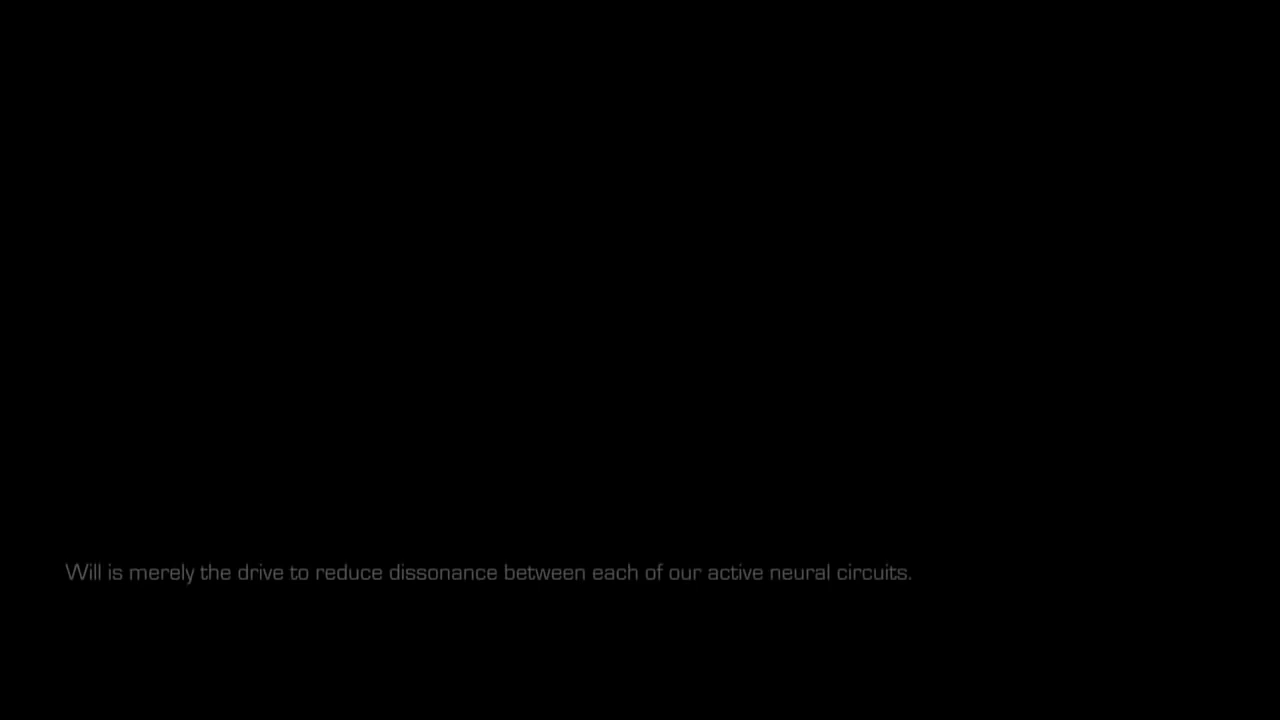 Will is merely the drive to reduce dissonance between each of our active neural circuits.